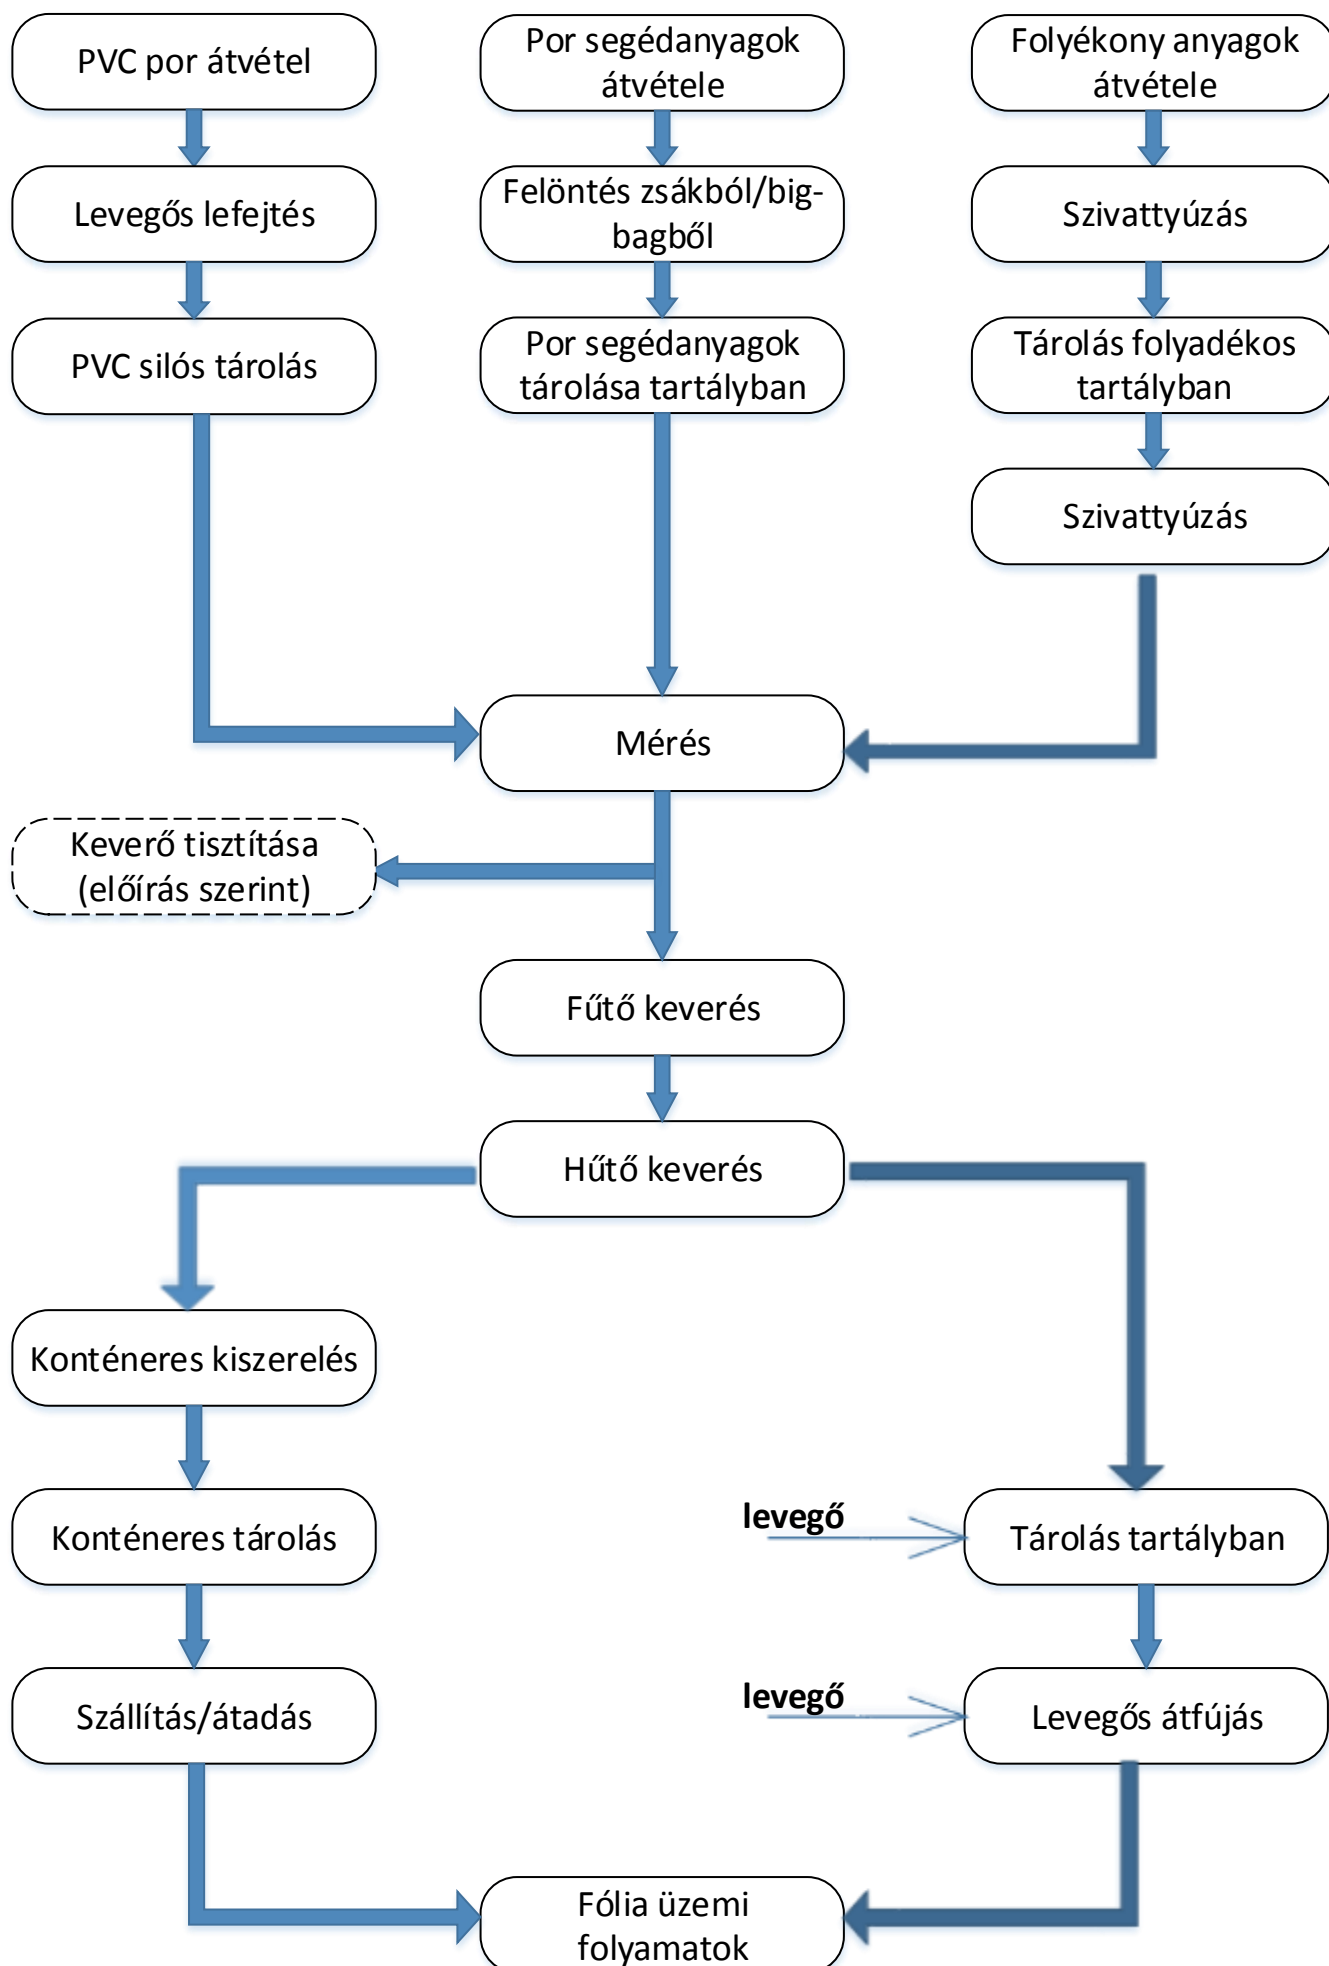 PVC por átvétel
Por segédanyagok
átvétele
Folyékony anyagok
átvétele
Levegős lefejtés
Felöntés zsákból/big-
bagből
Szivattyúzás
PVC silós tárolás
Por segédanyagok
tárolása tartályban
Tárolás folyadékos
tartályban
Szivattyúzás
Mérés
Keverő tisztítása
(előírás szerint)
Fűtő keverés
Hűtő keverés
Konténeres kiszerelés
Konténeres tárolás
levegő
Tárolás tartályban
Szállítás/átadás
levegő
Levegős átfújás
Fólia üzemi
folyamatok